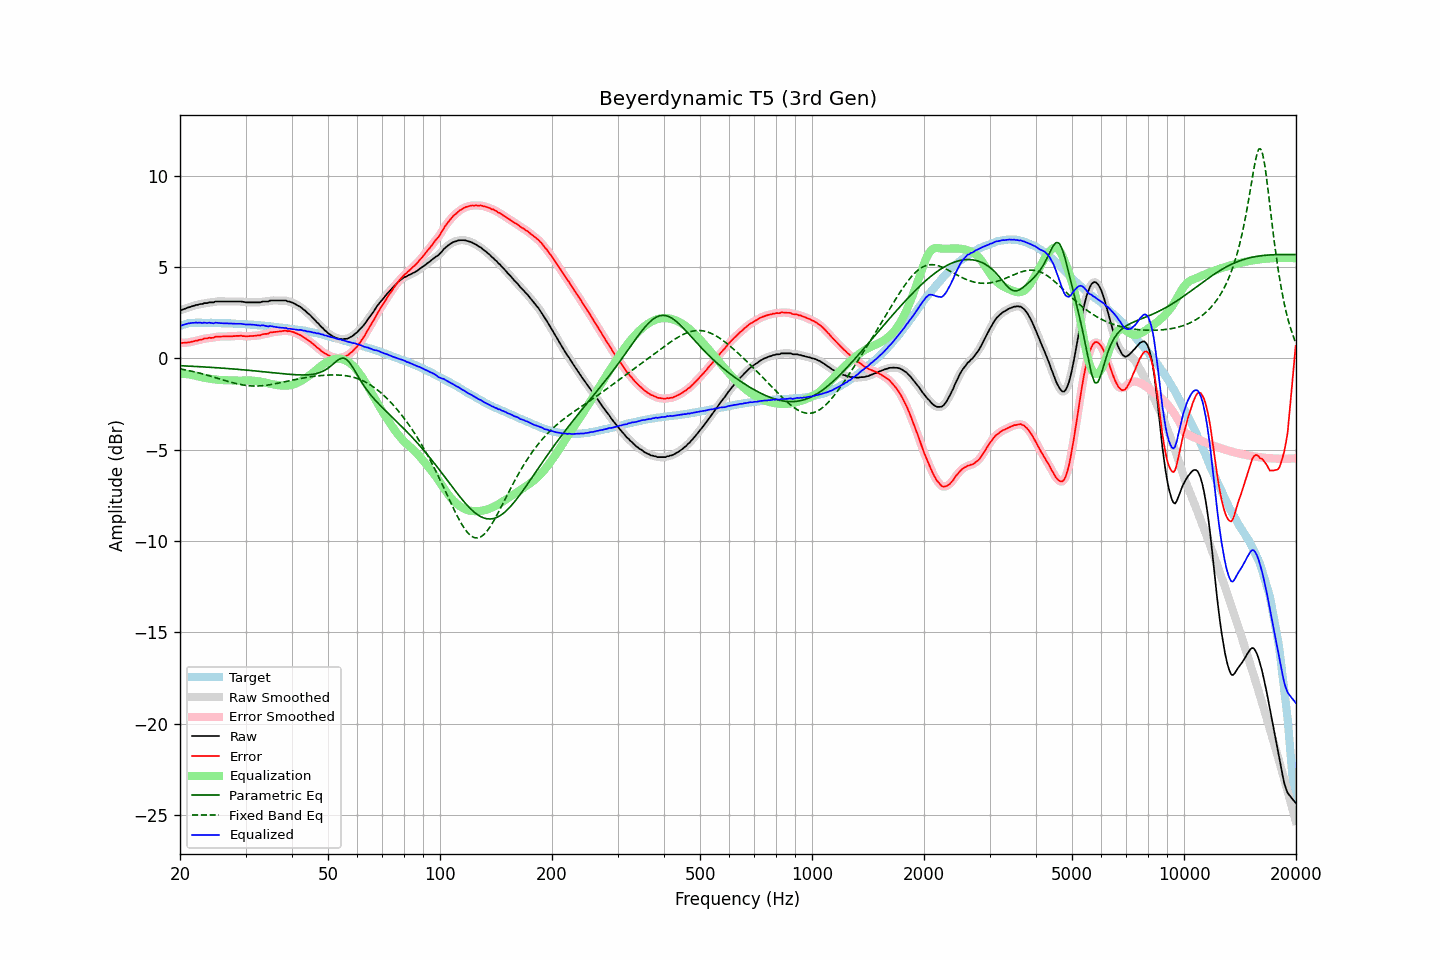 Beyerdynamic T5 (3rd Gen)
Amplitude (dBr)
10
5
0
−5
−10
−15
−20
−25
Target
Raw Smoothed
Error Smoothed
Raw
Error
Equalization
Parametric Eq
Fixed Band Eq
Equalized
20
50
100
200
500
1000
2000
5000
10000
20000
Frequency (Hz)